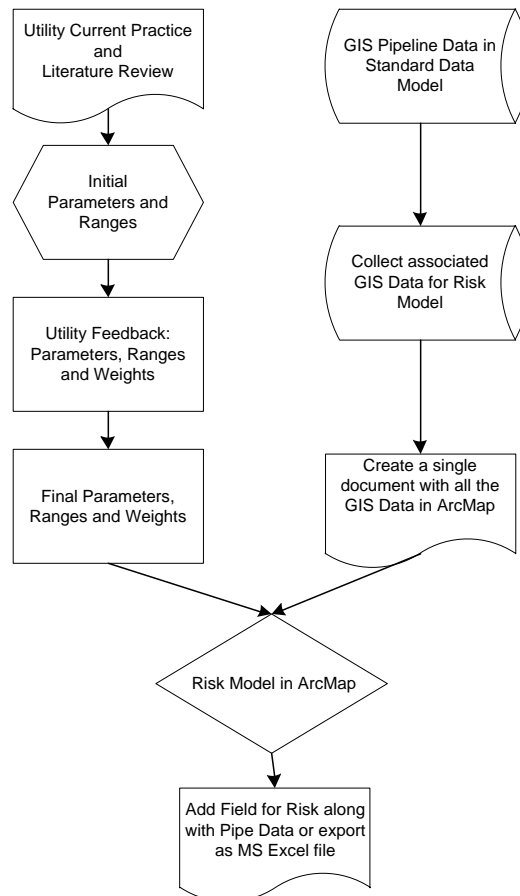 Utility Current Practice
and
Literature Review
Initial
Parameters and
Ranges
Utility Feedback:
Parameters, Ranges
and Weights
Final Parameters,
Ranges and Weights
GIS Pipeline Data in
Standard Data
Model
Collect associated
GIS Data for Risk
Model
Create a single
document with all the
GIS Data in ArcMap
Risk Model in ArcMap
Add Field for Risk along
with Pipe Data or export
as MS Excel file